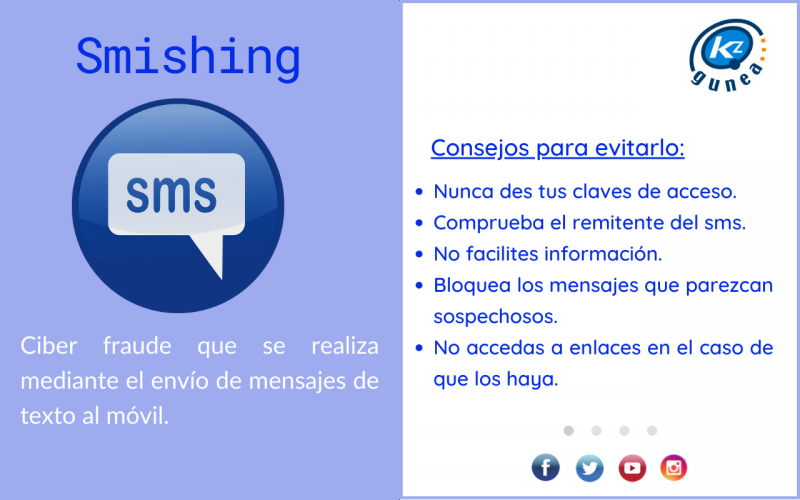 Smishing
sms
Ciber fraude que se realiza
mediante el envío de mensajes de
texto al móvil.
kz
gunea
Consejos para evitarlo:
• Nunca des tus claves de acceso.
• Comprueba el remitente del sms.
• No facilites información.
• Bloquea los mensajes que parezcan
sospechosos.
• No accedas a enlaces en el caso de
que los haya.